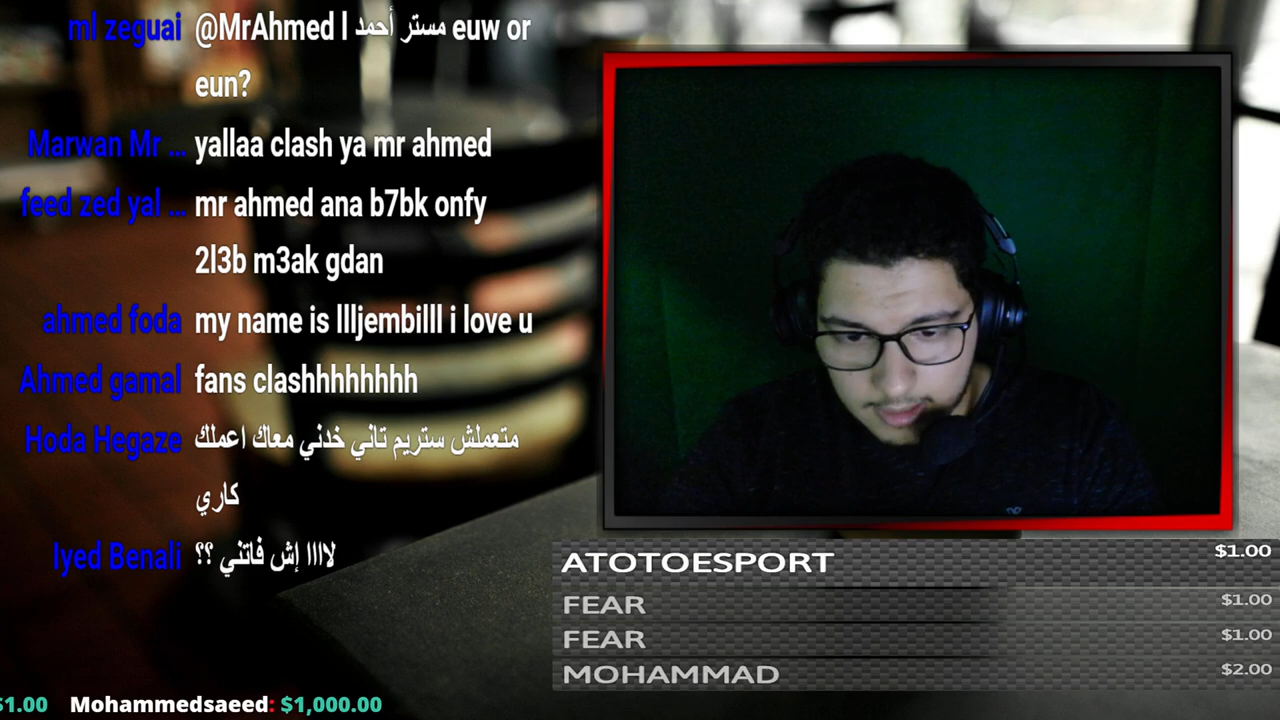 ml zeguai @MrAhmed l مستر أحمد euw or
eun?
Marwan Mr ... yallaa clash ya mr ahmed
feed zed yal ... mr ahmed ana b7bk onfy
2l3b m3ak gdan
ahmed foda my name is llljembilll i love u
Ahmed gamal fans clashhhhhhhh
Hoda Hegaze متعملش ستريم تاني خدني معاك اعملك
كاري
Iyed Benali لاااا إش فاتني ؟؟
ATOTOESPORT $1.00
FEAR $1.00
FEAR $1.00
MOHAMMAD $2.00
$1.00 Mohammedsaeed: $1,000.00